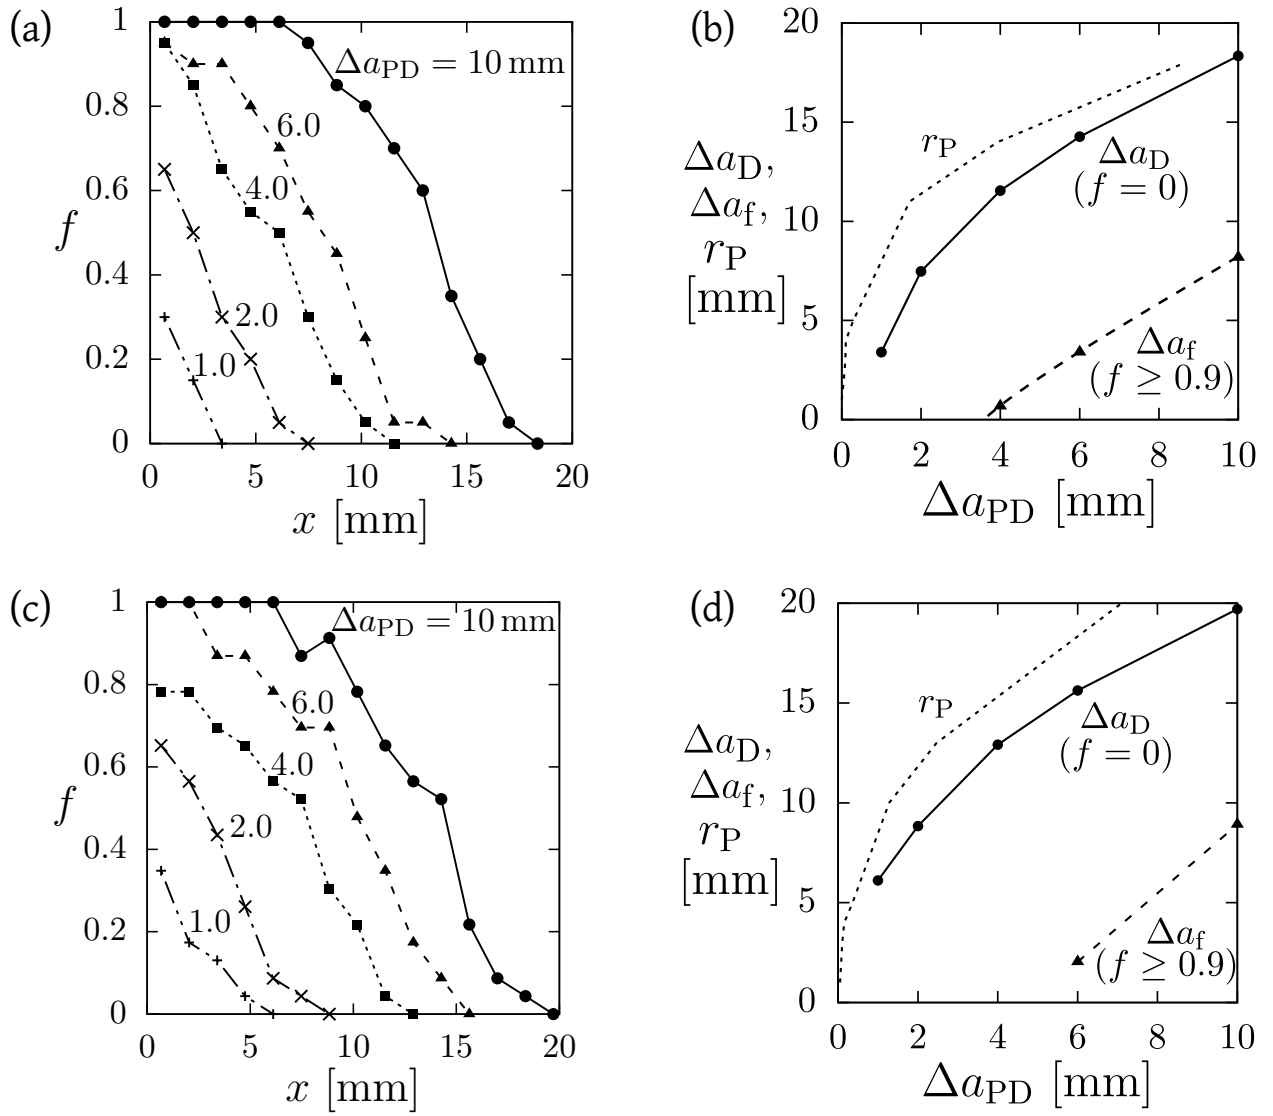 (a)
1
0.8
0.6
0.4
0.2
0
f
Δa_PD = 10 mm
6.0
4.0
2.0
1.0
0 5 10 15 20
x [mm]
(b)
20
15
10
5
0
Δa_D,
Δa_f,
r_P
[mm]
r_P
Δa_D
(f = 0)
Δa_f
(f ≥ 0.9)
0 2 4 6 8 10
Δa_PD [mm]
(c)
1
0.8
0.6
0.4
0.2
0
f
Δa_PD = 10 mm
6.0
4.0
2.0
1.0
0 5 10 15 20
x [mm]
(d)
20
15
10
5
0
Δa_D,
Δa_f,
r_P
[mm]
r_P
Δa_D
(f = 0)
Δa_f
(f ≥ 0.9)
0 2 4 6 8 10
Δa_PD [mm]